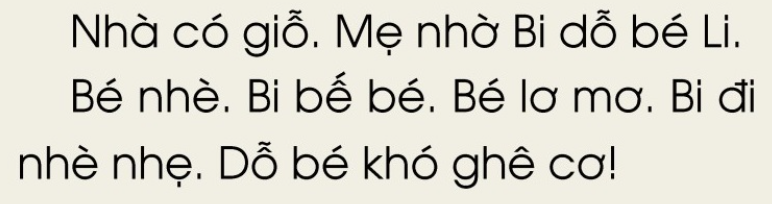 Nhà có giỗ. Mẹ nhờ Bi dỗ bé Li.
Bé nhè. Bi bế bé. Bé lơ mơ. Bi đi
nhè nhẹ. Dỗ bé khó ghê cơ!